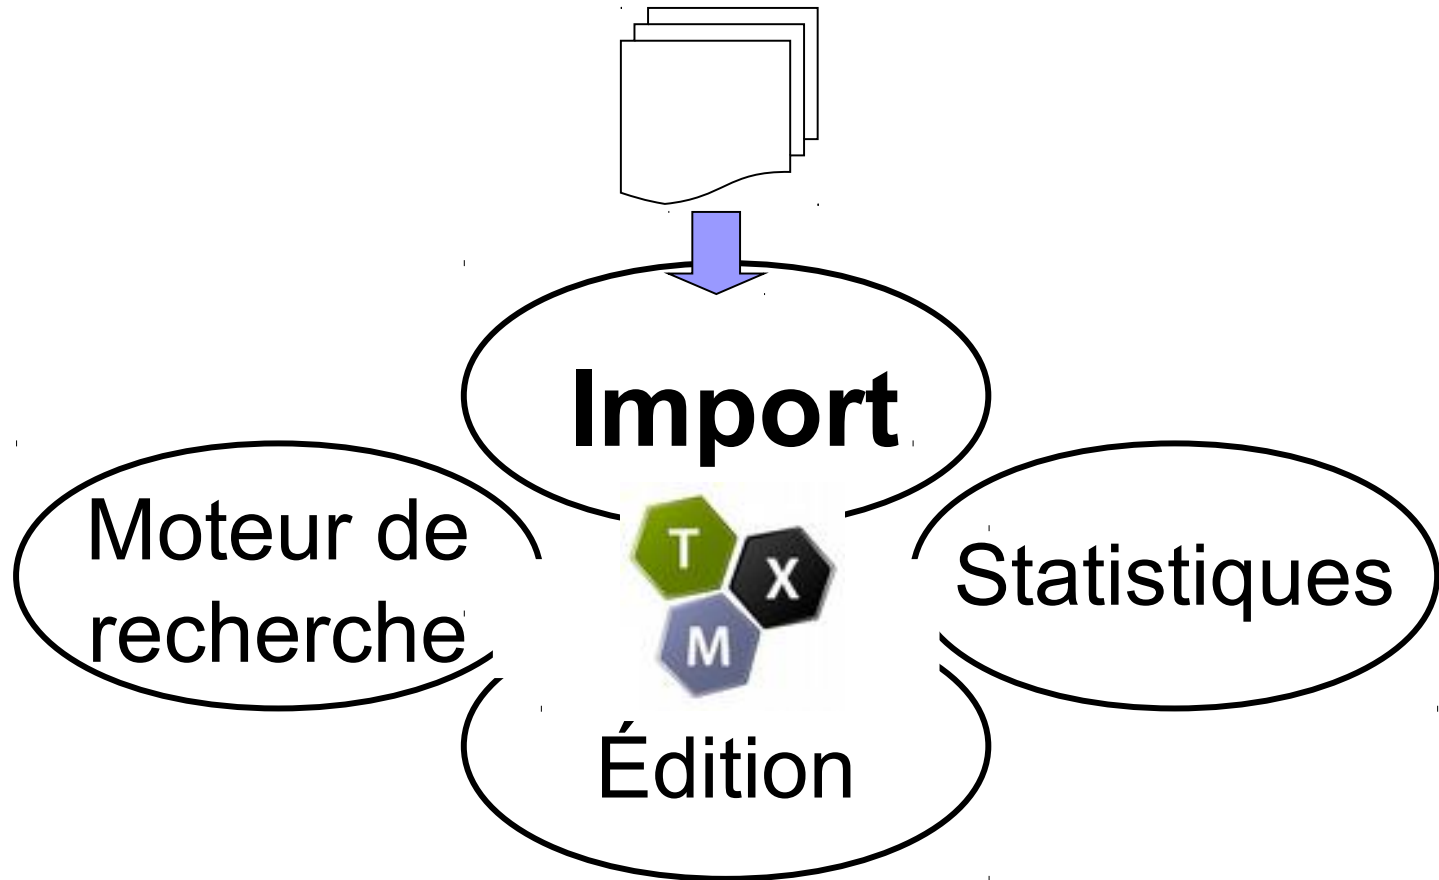 Import
Moteur de
recherche
T
X
M
Statistiques
Édition